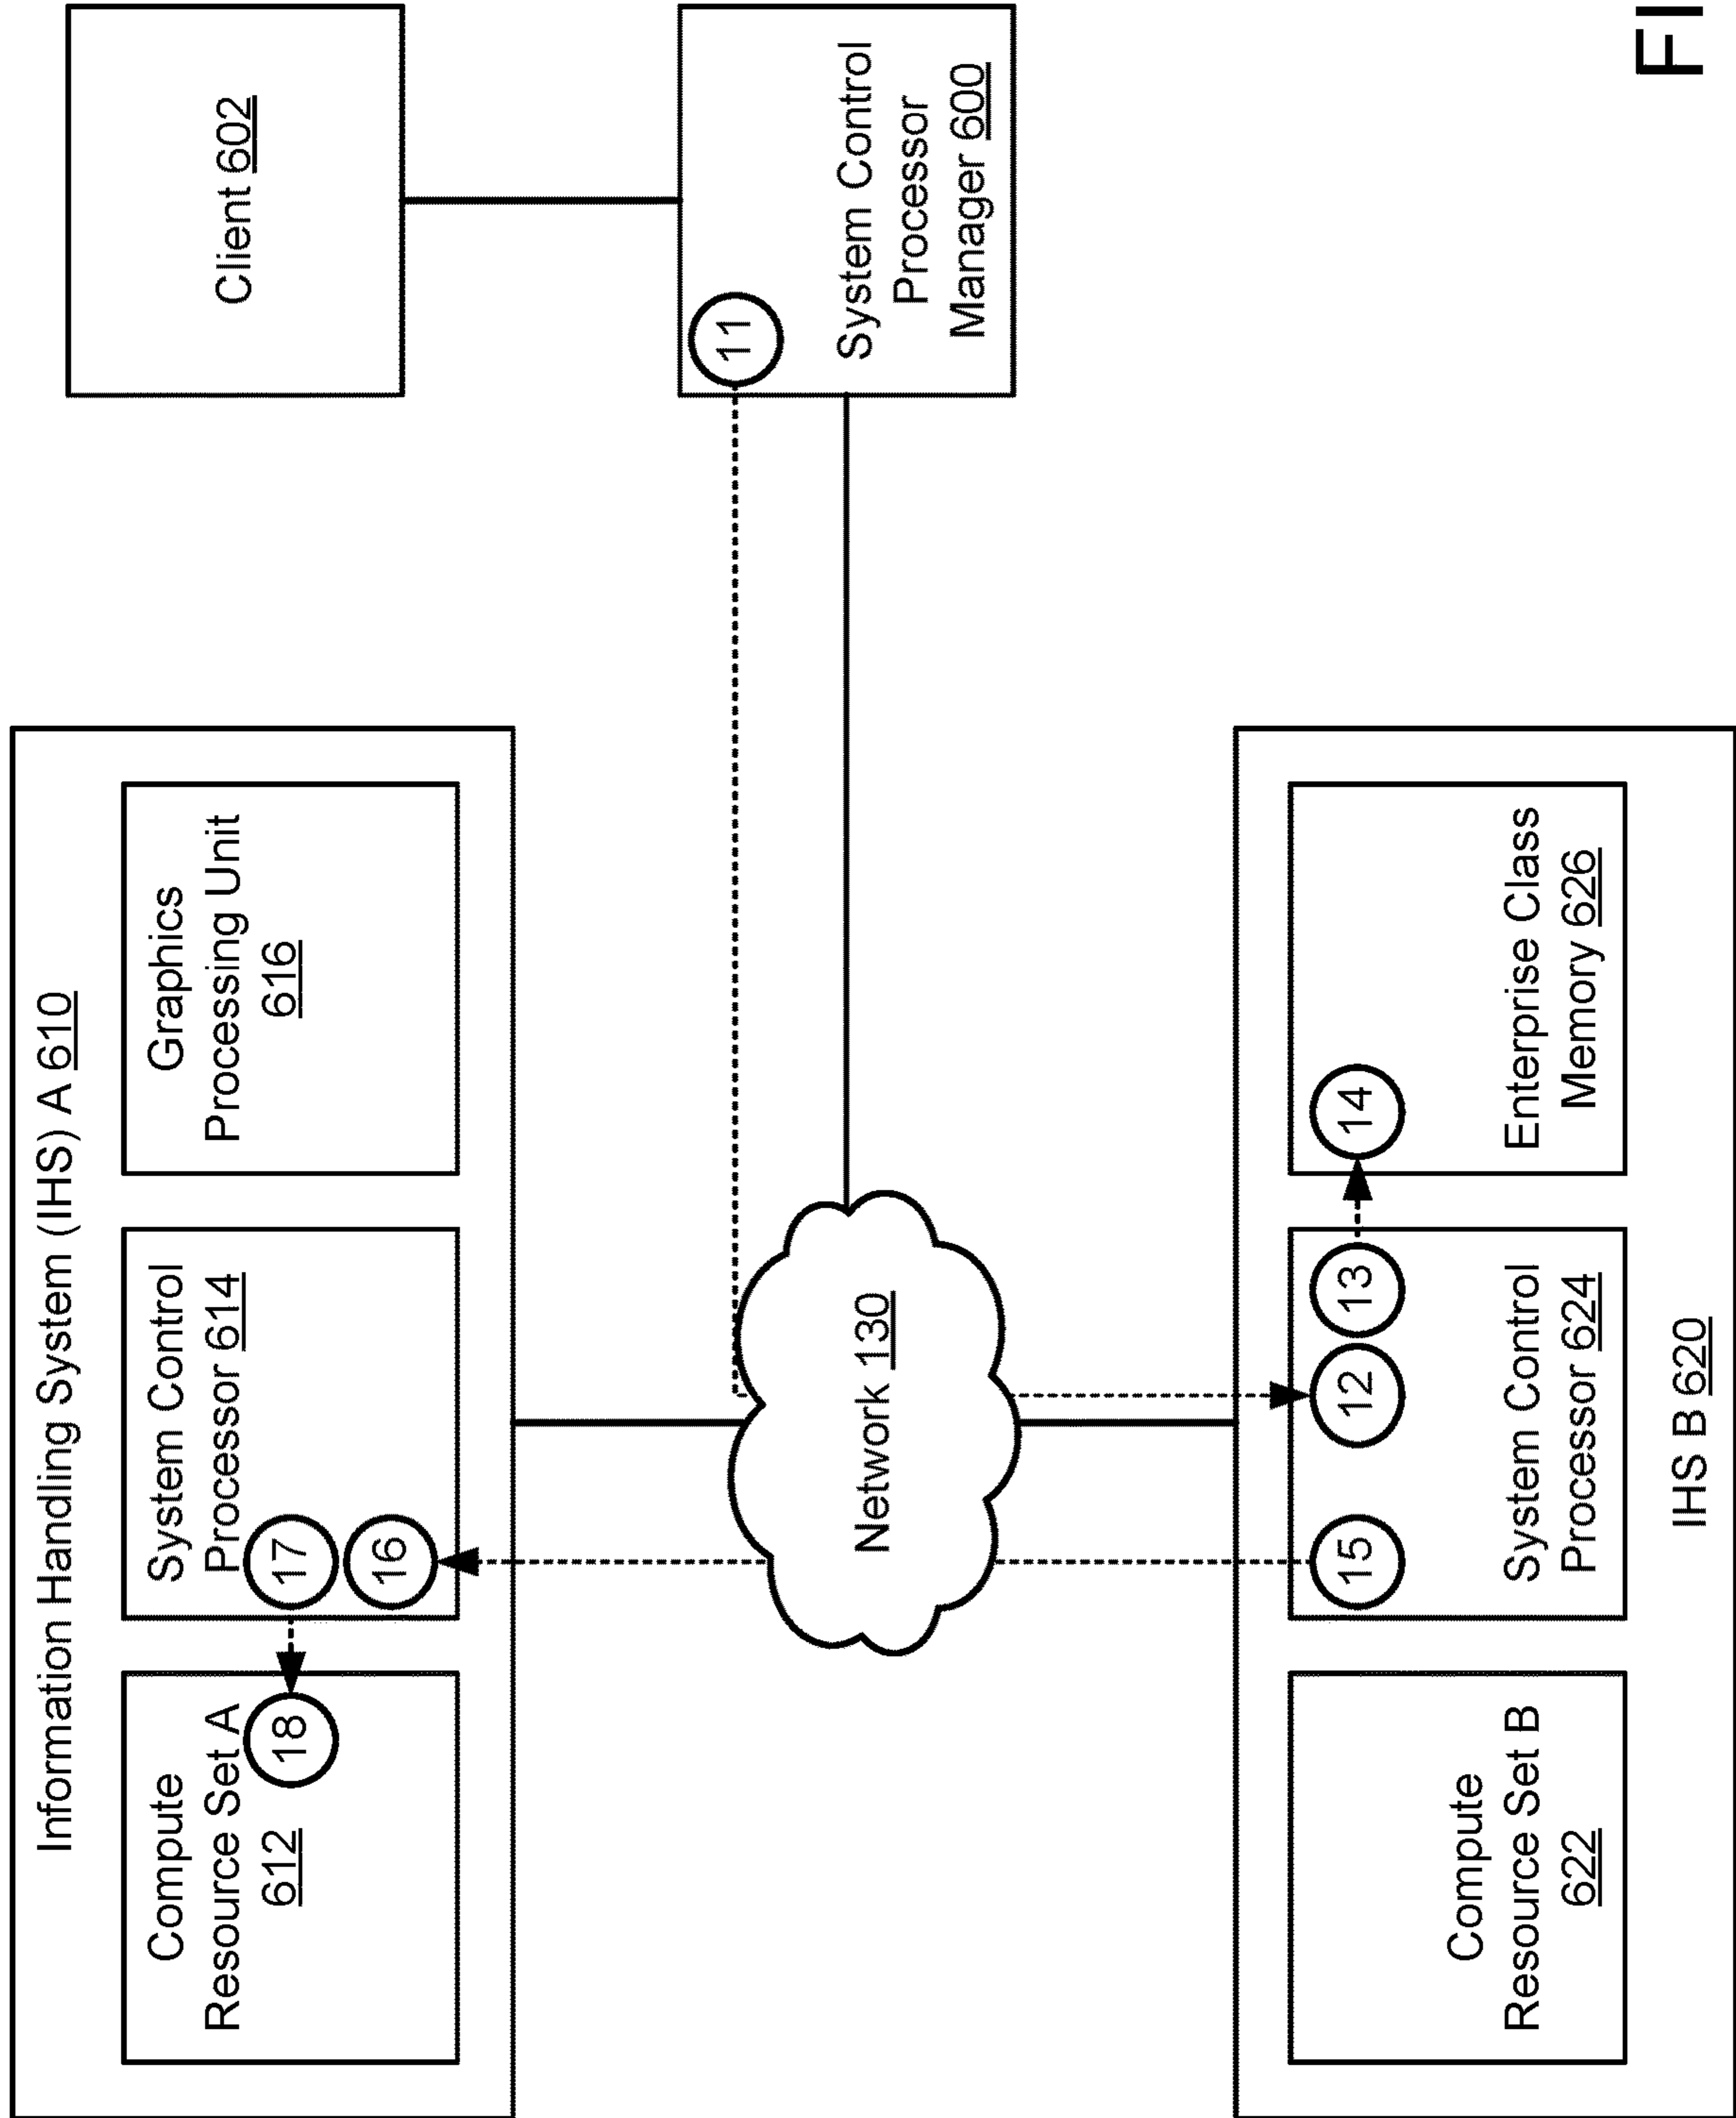 Information Handling System (IHS) A 610
Compute
Resource Set A
612
18
System Control
Processor 614
17
16
Graphics
Processing Unit
616
Client 602
11
System Control
Processor
Manager 600
Network 130
15
12
13
System Control
Processor 624
14
Enterprise Class
Memory 626
Compute
Resource Set B
622
IHS B 620
FI